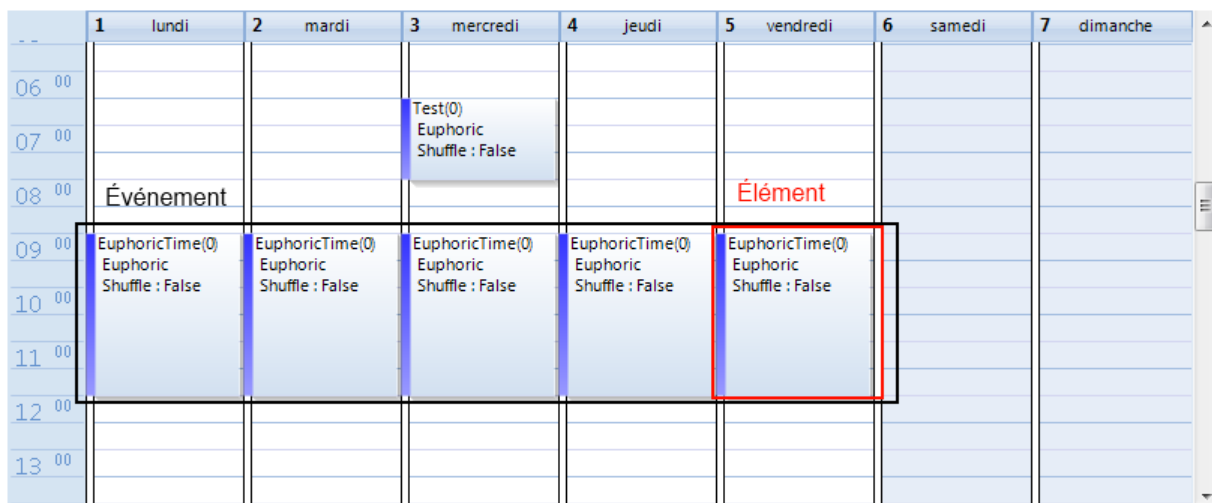 1 lundi 2 mardi 3 mercredi 4 jeudi 5 vendredi 6 samedi 7 dimanche
06 00
Test(0)
Euphoric
Shuffle : False
07 00
08 00
Événement
Élément
09 00
EuphoricTime(0) EuphoricTime(0) EuphoricTime(0) EuphoricTime(0) EuphoricTime(0)
Euphoric Euphoric Euphoric Euphoric Euphoric
Shuffle : False Shuffle : False Shuffle : False Shuffle : False Shuffle : False
10 00
11 00
12 00
13 00